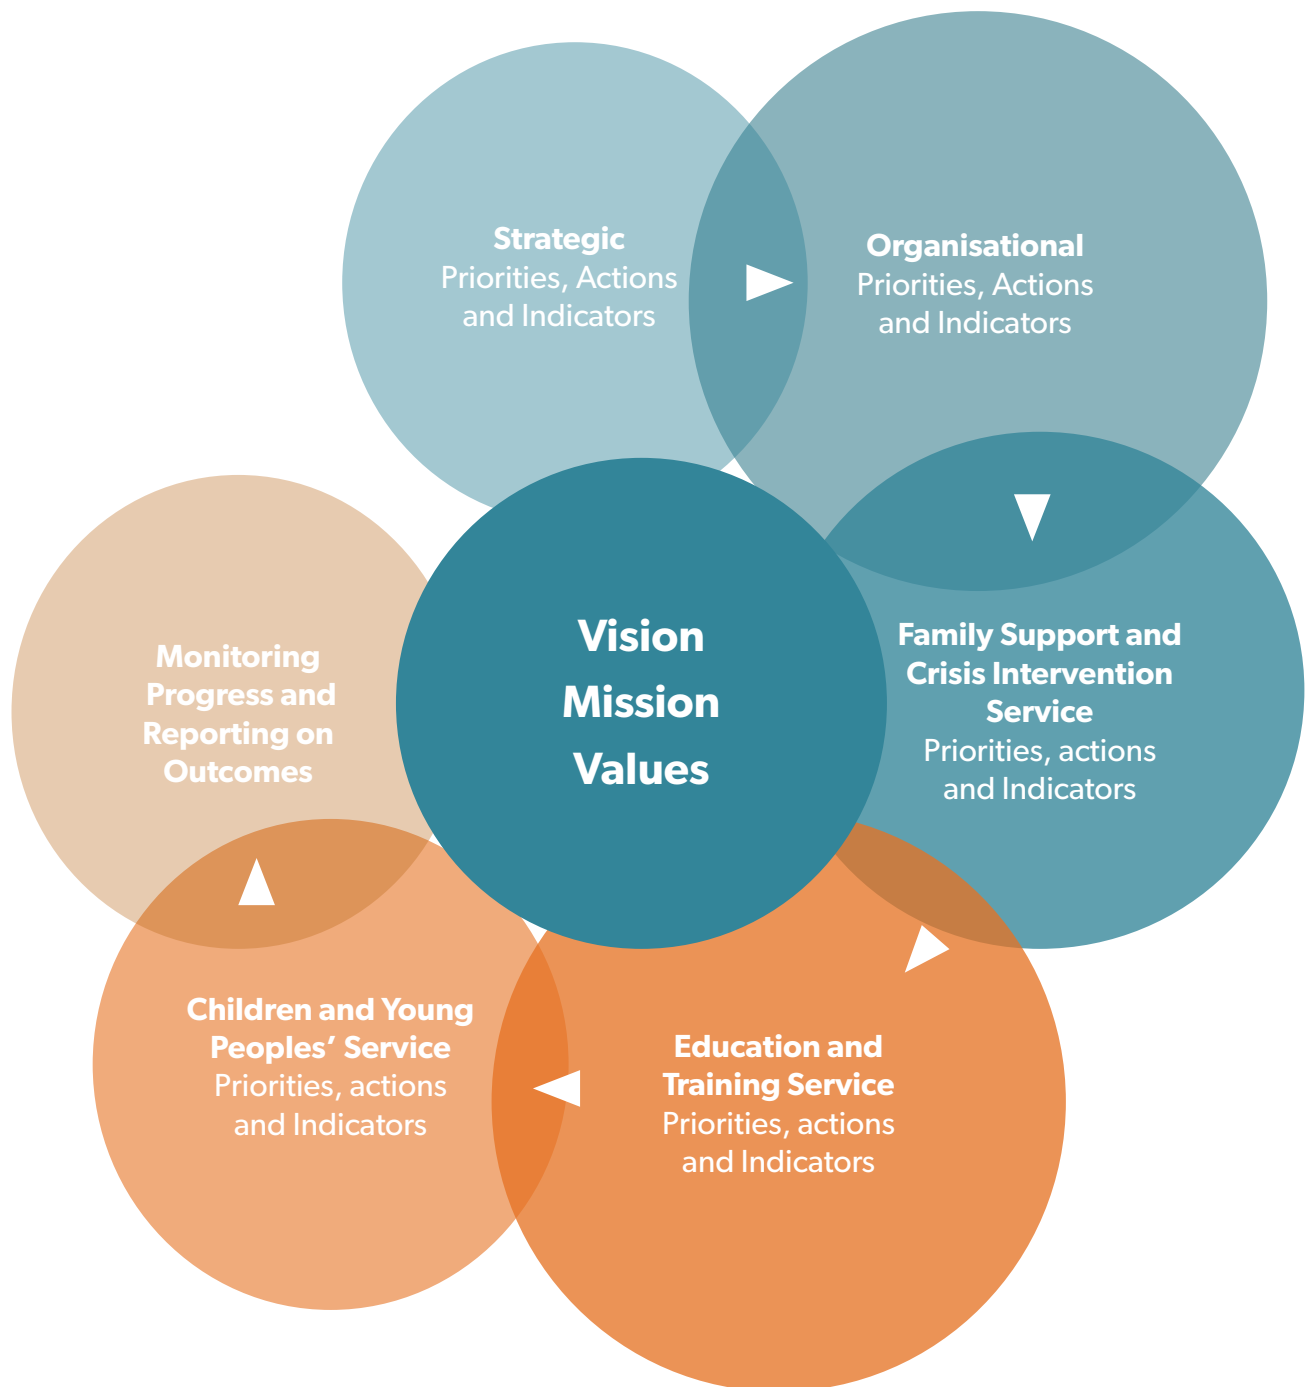 Strategic
Priorities, Actions
and Indicators
Organisational
Priorities, Actions
and Indicators
Family Support and
Crisis Intervention
Service
Priorities, actions
and Indicators
Education and
Training Service
Priorities, actions
and Indicators
Children and Young
Peoples’ Service
Priorities, actions
and Indicators
Monitoring
Progress and
Reporting on
Outcomes
Vision
Mission
Values